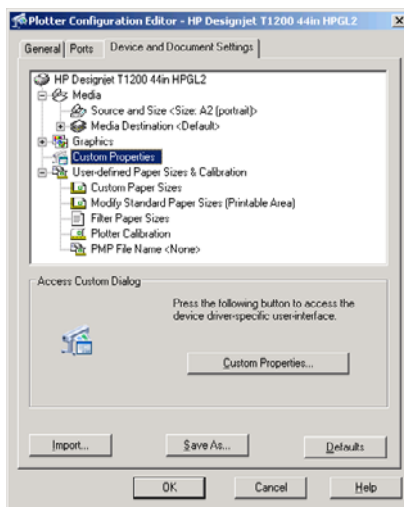 Plotter Configuration Editor - HP Designjet T1200 44in HPGL2
General Ports Device and Document Settings
HP Designjet T1200 44in HPGL2
Media
Source and Size <Size: A2 (portrait)>
Media Destination <Default>
Graphics
Custom Properties
User-defined Paper Sizes & Calibration
Custom Paper Sizes
Modify Standard Paper Sizes (Printable Area)
Filter Paper Sizes
Plotter Calibration
PMP File Name <None>
Access Custom Dialog
Press the following button to access the
device driver-specific user-interface.
Custom Properties...
Import... Save As... Defaults
OK Cancel Help